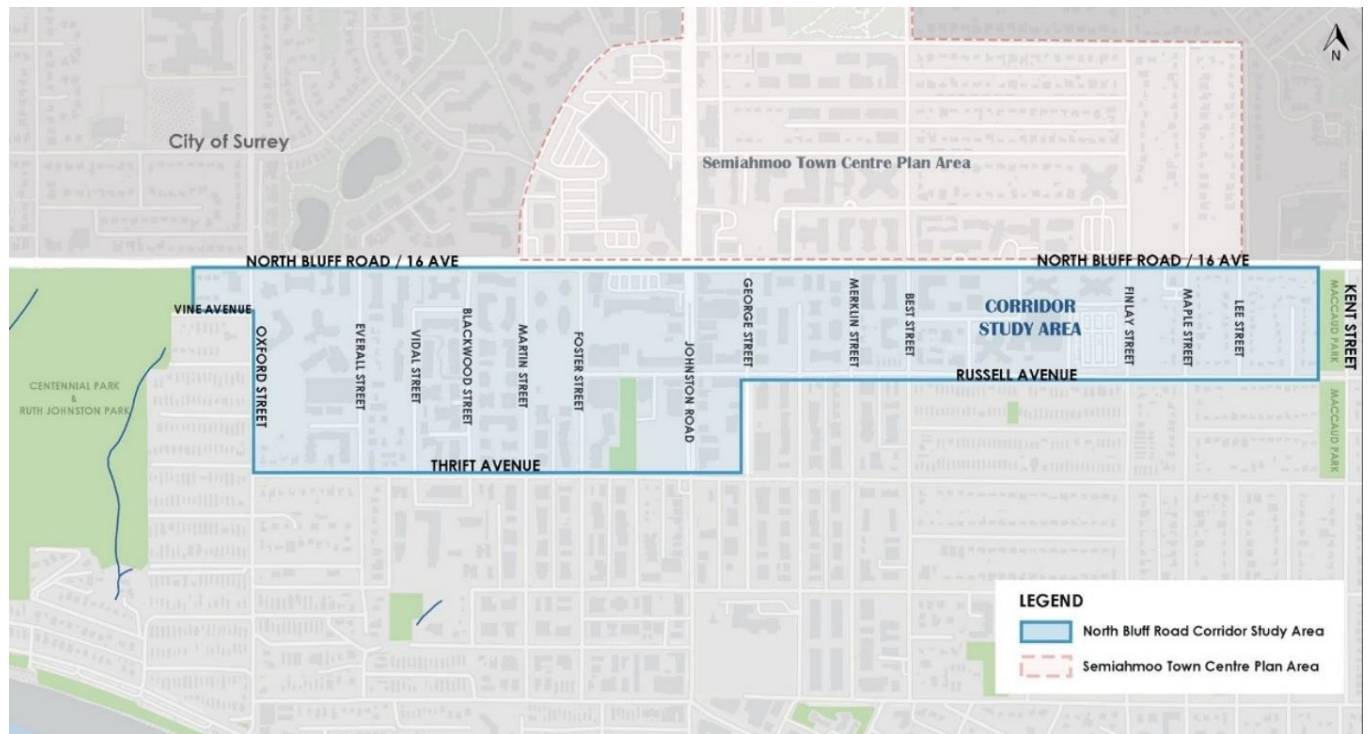 N
City of Surrey
Semiahmoo Town Centre Plan Area
NORTH BLUFF ROAD / 16 AVE
NORTH BLUFF ROAD / 16 AVE
VINE AVENUE
OXFORD STREET
EVERALL STREET
VIDAL STREET
BLACKWOOD STREET
MARTIN STREET
FOSTER STREET
JOHNSTON ROAD
GEORGE STREET
MERKLIN STREET
BEST STREET
CORRIDOR
STUDY AREA
FINLAY STREET
MAPLE STREET
LEE STREET
MACCAUD PARK
KENT STREET
RUSSELL AVENUE
CENTENNIAL PARK
&
RUTH JOHNSTON PARK
MACCAUD PARK
THRIFT AVENUE
LEGEND
North Bluff Road Corridor Study Area
Semiahmoo Town Centre Plan Area